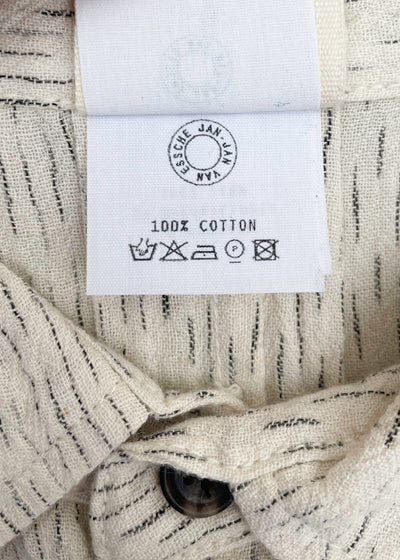 JAN-JAN VAN ESSCHE
100% COTTON
P